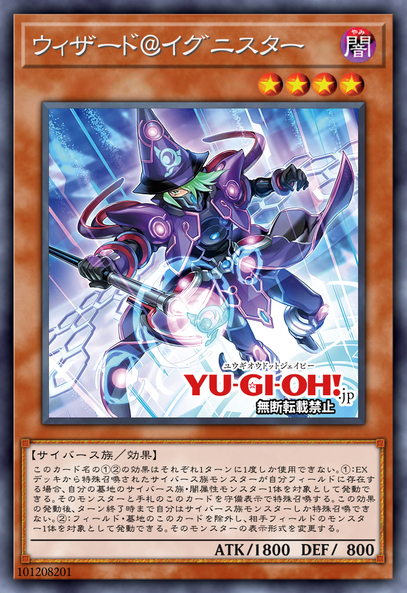 ウィザード@イグニスター
やみ
闇
ユウギオウドットジェイピー
YU-GI-OH!.jp
無断転載禁止
【サイバース族／効果】
このカード名の①②の効果はそれぞれ1ターンに1度しか使用できない。①：EX
デッキから特殊召喚されたサイバース族モンスターが自分フィールドに存在す
る場合、自分の墓地のサイバース族・闇属性モンスター1体を対象として発動で
きる。そのモンスターと手札のこのカードを守備表示で特殊召喚する。この効果
の発動後、ターン終了時まで自分はサイバース族モンスターしか特殊召喚でき
ない。②：フィールド・墓地のこのカードを除外し、相手フィールドのモンスタ
ー1体を対象として発動できる。そのモンスターの表示形式を変更する。
ATK/1800 DEF/ 800
101208201